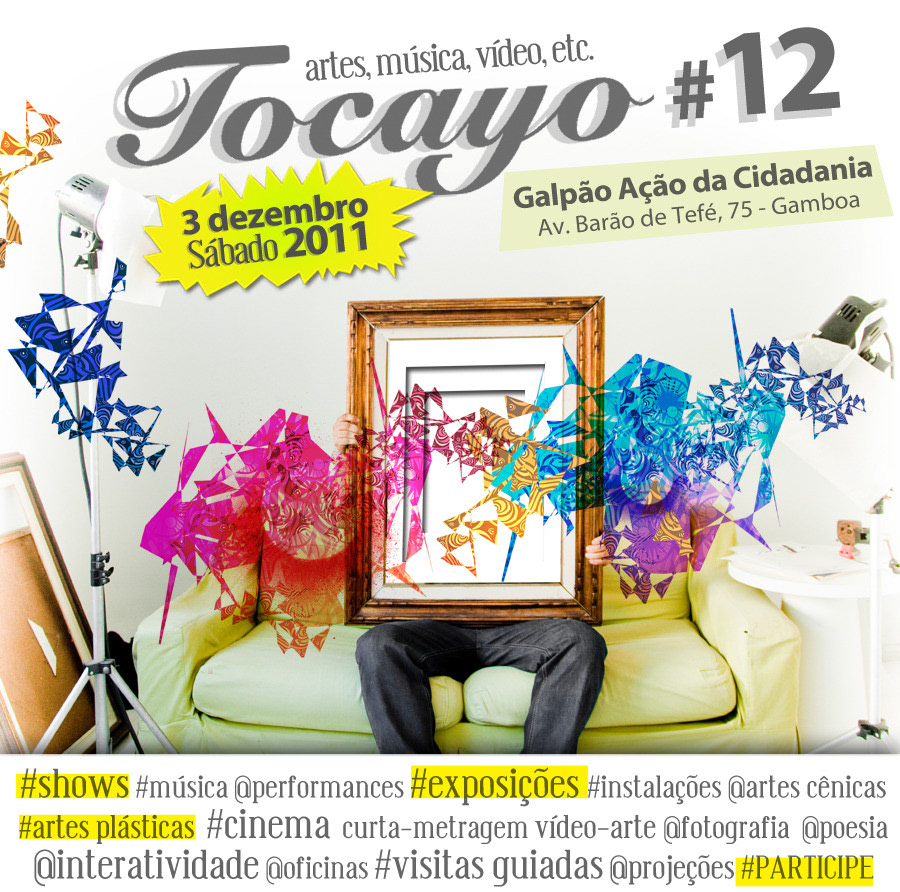 artes, música, vídeo, etc.
Tocayo #12
Galpão Ação da Cidadania
Av. Barão de Tefé, 75 - Gamboa
3 dezembro
Sábado 2011
#shows #música @performances #exposições #instalações @artes cênicas
#artes plásticas #cinema curta-metragem vídeo-arte @fotografia @poesia
@interatividade @oficinas #visitas guiadas @projeções #PARTICIPE